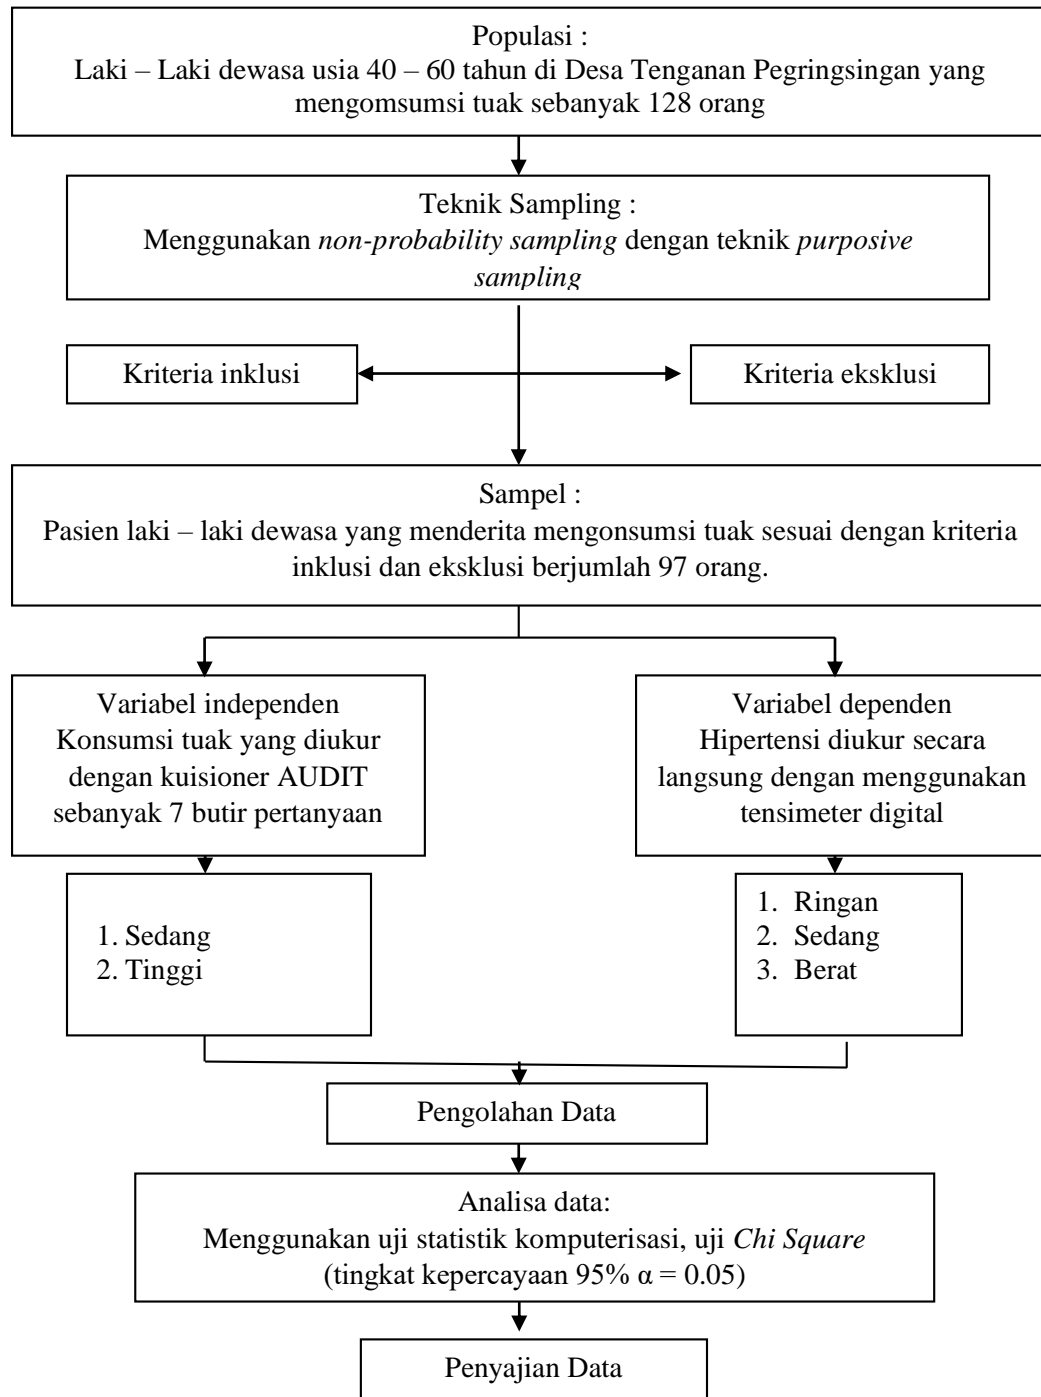 Populasi :
Laki – Laki dewasa usia 40 – 60 tahun di Desa Tenganan Pegringsingan yang
mengomsumsi tuak sebanyak 128 orang
Teknik Sampling :
Menggunakan non-probability sampling dengan teknik purposive
sampling
Kriteria inklusi
Kriteria eksklusi
Sampel :
Pasien laki – laki dewasa yang menderita mengonsumsi tuak sesuai dengan kriteria
inklusi dan eksklusi berjumlah 97 orang.
Variabel independen
Konsumsi tuak yang diukur
dengan kuisioner AUDIT
sebanyak 7 butir pertanyaan
Variabel dependen
Hipertensi diukur secara
langsung dengan menggunakan
tensimeter digital
1. Sedang
2. Tinggi
1. Ringan
2. Sedang
3. Berat
Pengolahan Data
Analisa data:
Menggunakan uji statistik komputerisasi, uji Chi Square
(tingkat kepercayaan 95% α = 0.05)
Penyajian Data